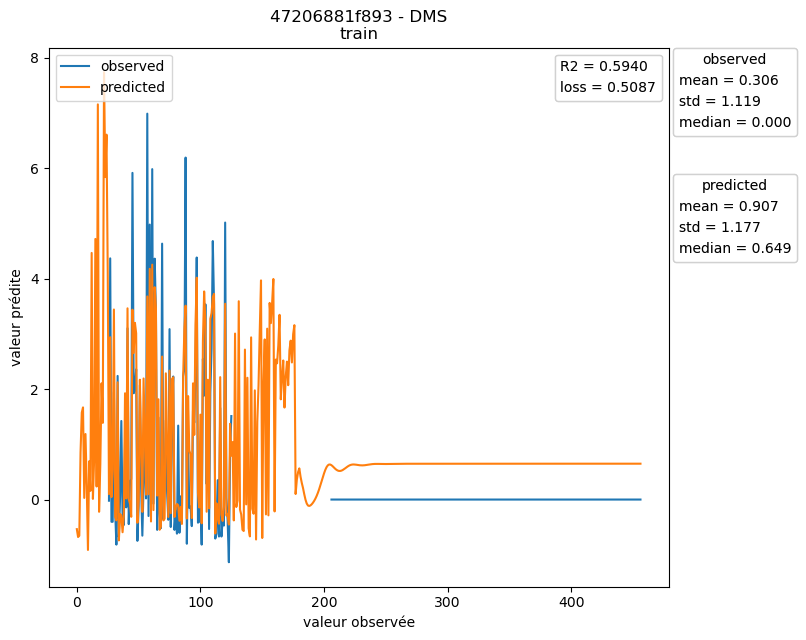 47206881f893 - DMS
train
observed
predicted
R2 = 0.5940
loss = 0.5087
observed
mean = 0.306
std = 1.119
median = 0.000
predicted
mean = 0.907
std = 1.177
median = 0.649
8
6
4
2
0
valeur prédite
0 100 200 300 400
valeur observée